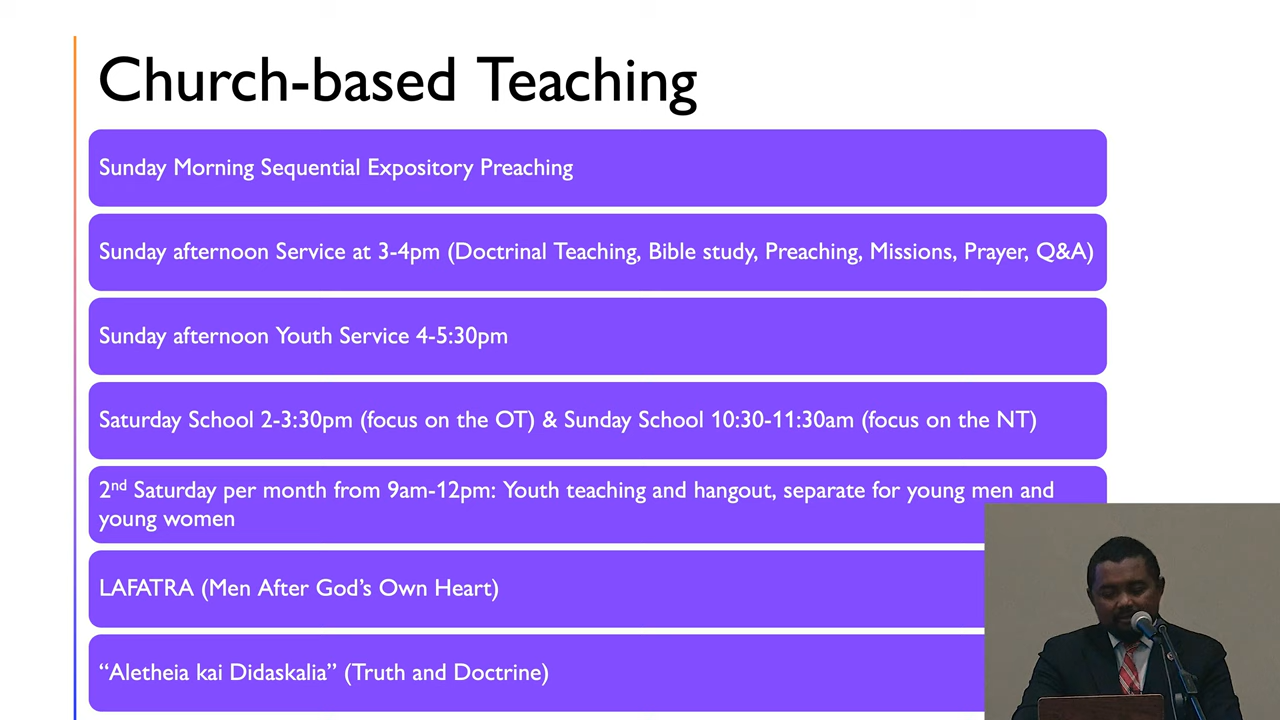 Church-based Teaching
Sunday Morning Sequential Expository Preaching
Sunday afternoon Service at 3-4pm (Doctrinal Teaching, Bible study, Preaching, Missions, Prayer, Q&A)
Sunday afternoon Youth Service 4-5:30pm
Saturday School 2-3:30pm (focus on the OT) & Sunday School 10:30-11:30am (focus on the NT)
2nd Saturday per month from 9am-12pm: Youth teaching and hangout, separate for young men and
young women
LAFATRA (Men After God’s Own Heart)
“Aletheia kai Didaskalia” (Truth and Doctrine)